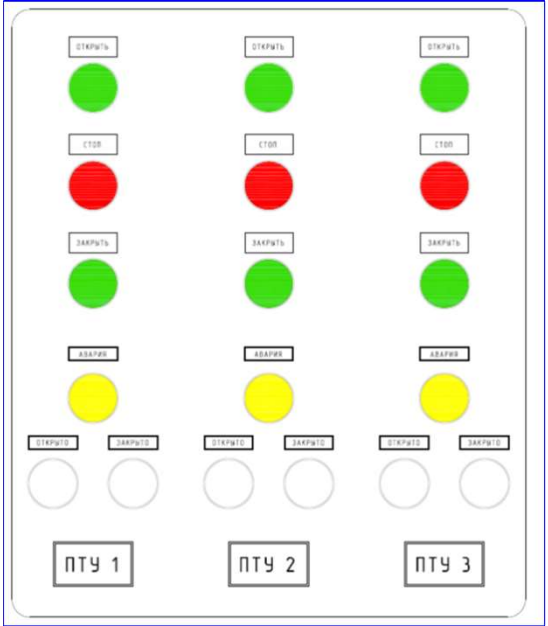 ОТКРЫТЬ ОТКРЫТЬ ОТКРЫТЬ
СТОП СТОП СТОП
ЗАКРЫТЬ ЗАКРЫТЬ ЗАКРЫТЬ
АВАРИЯ АВАРИЯ АВАРИЯ
ОТКРЫТО ЗАКРЫТО ОТКРЫТО ЗАКРЫТО ОТКРЫТО ЗАКРЫТО
ПТУ 1 ПТУ 2 ПТУ 3